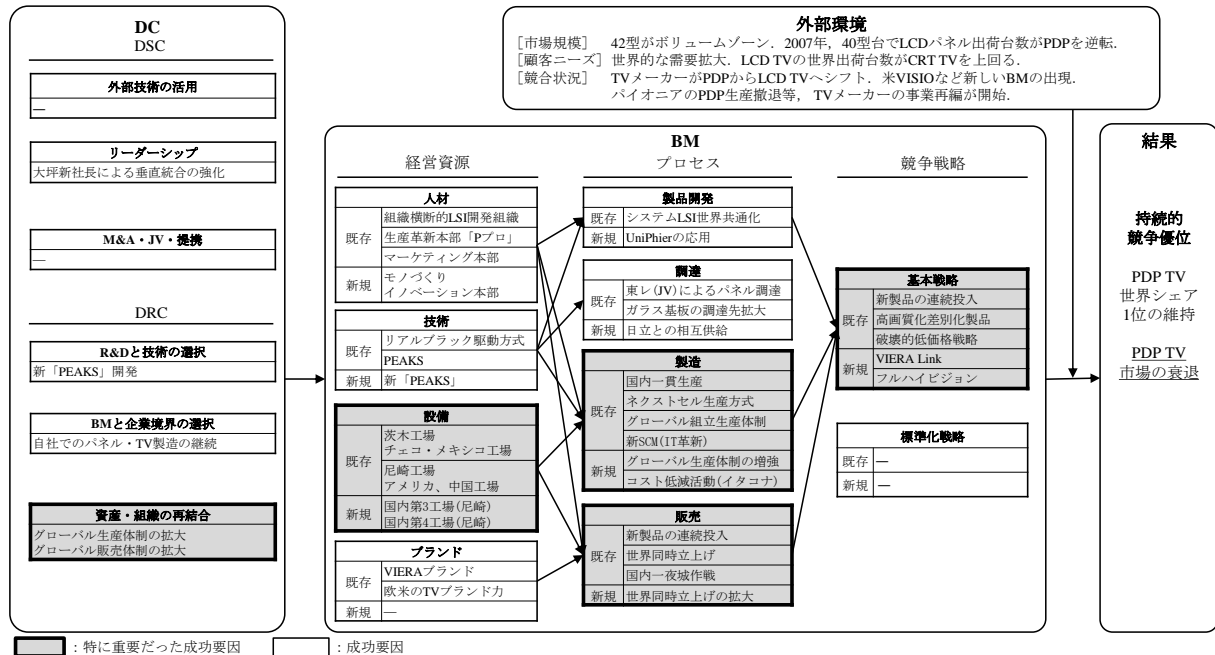 DC
DSC
外部技術の活用
―
リーダーシップ
大坪新社長による垂直統合の強化
M&A・JV・提携
―
DRC
R&Dと技術の選択
新「PEAKS」開発
BMと企業境界の選択
自社でのパネル・TV製造の継続
資産・組織の再結合
グローバル生産体制の拡大
グローバル販売体制の拡大
外部環境
［市場規模］ 42型がボリュームゾーン．2007年，40型台でLCDパネル出荷台数がPDPを逆転．
［顧客ニーズ］ 世界的な需要拡大．LCD TVの世界出荷台数がCRT TVを上回る．
［競合状況］ TVメーカーがPDPからLCD TVへシフト．米VISIOなど新しいBMの出現．
パイオニアのPDP生産撤退等，TVメーカーの事業再編が開始．
BM
経営資源
人材
既存
組織横断的LSI開発組織
生産革新本部「Pプロ」
マーケティング本部
新規
モノづくり
イノベーション本部
技術
既存
リアルブラック駆動方式
PEAKS
新規 新「PEAKS」
設備
既存
茨木工場
チェコ・メキシコ工場
尼崎工場
アメリカ、中国工場
新規
国内第3工場(尼崎)
国内第4工場(尼崎)
ブランド
既存
VIERAブランド
欧米のTVブランド力
新規 ―
プロセス
製品開発
既存 システムLSI世界共通化
新規 UniPhierの応用
調達
既存
東レ(JV)によるパネル調達
ガラス基板の調達先拡大
新規 日立との相互供給
製造
既存
国内一貫生産
ネクストセル生産方式
グローバル組立生産体制
新SCM(IT革新)
新規
グローバル生産体制の増強
コスト低減活動(イタコナ)
販売
既存
新製品の連続投入
世界同時立上げ
国内一夜城作戦
新規 世界同時立上げの拡大
競争戦略
基本戦略
既存
新製品の連続投入
高画質化差別化製品
破壊的低価格戦略
新規
VIERA Link
フルハイビジョン
標準化戦略
既存 ―
新規 ―
結果
持続的
競争優位
PDP TV
世界シェア
1位の維持
PDP TV
市場の衰退
：特に重要だった成功要因
：成功要因